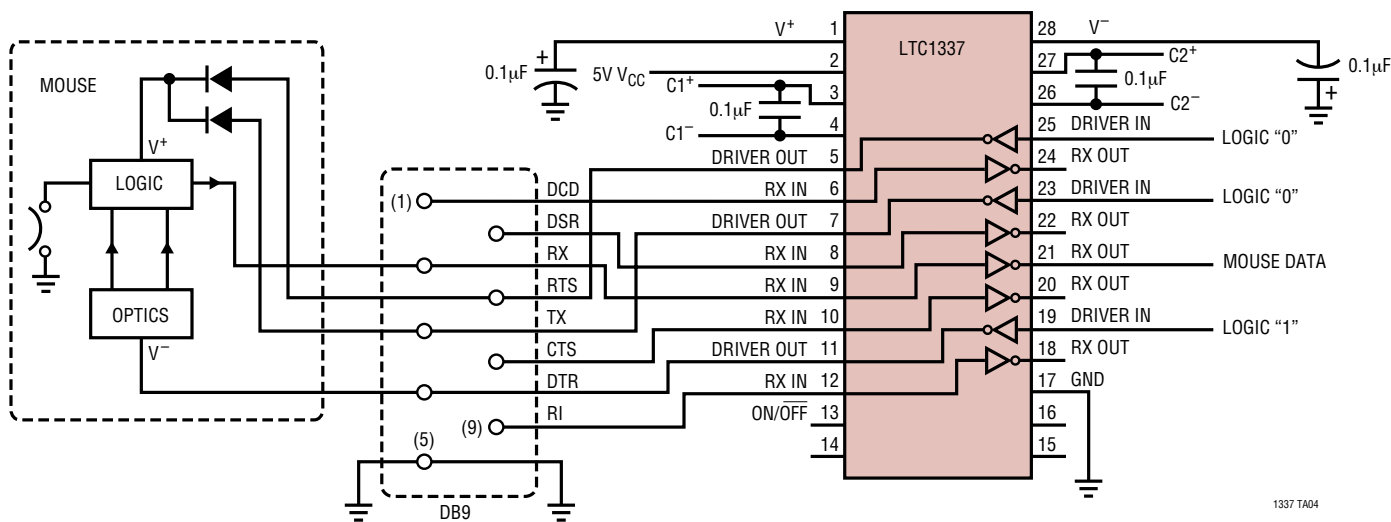 MOUSE
V+
LOGIC
OPTICS
V−
(1)
DCD
DSR
RX
RTS
TX
CTS
DTR
RI
(9)
(5)
DB9
0.1µF
+
V+
5V VCC
C1+
0.1µF
C1−
DRIVER OUT
RX IN
DRIVER OUT
RX IN
RX IN
RX IN
DRIVER OUT
RX IN
ON/OFF
1
2
3
4
5
6
7
8
9
10
11
12
13
14
LTC1337
28
27
26
25
24
23
22
21
20
19
18
17
16
15
V−
C2+
0.1µF
C2−
0.1µF
+
DRIVER IN
LOGIC “0”
RX OUT
DRIVER IN
LOGIC “0”
RX OUT
RX OUT
MOUSE DATA
RX OUT
DRIVER IN
LOGIC “1”
RX OUT
GND
1337 TA04